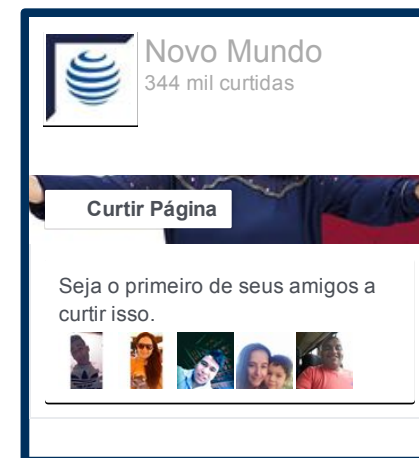 Novo Mundo
344 mil curtidas
Curtir Página
Seja o primeiro de seus amigos a
curtir isso.